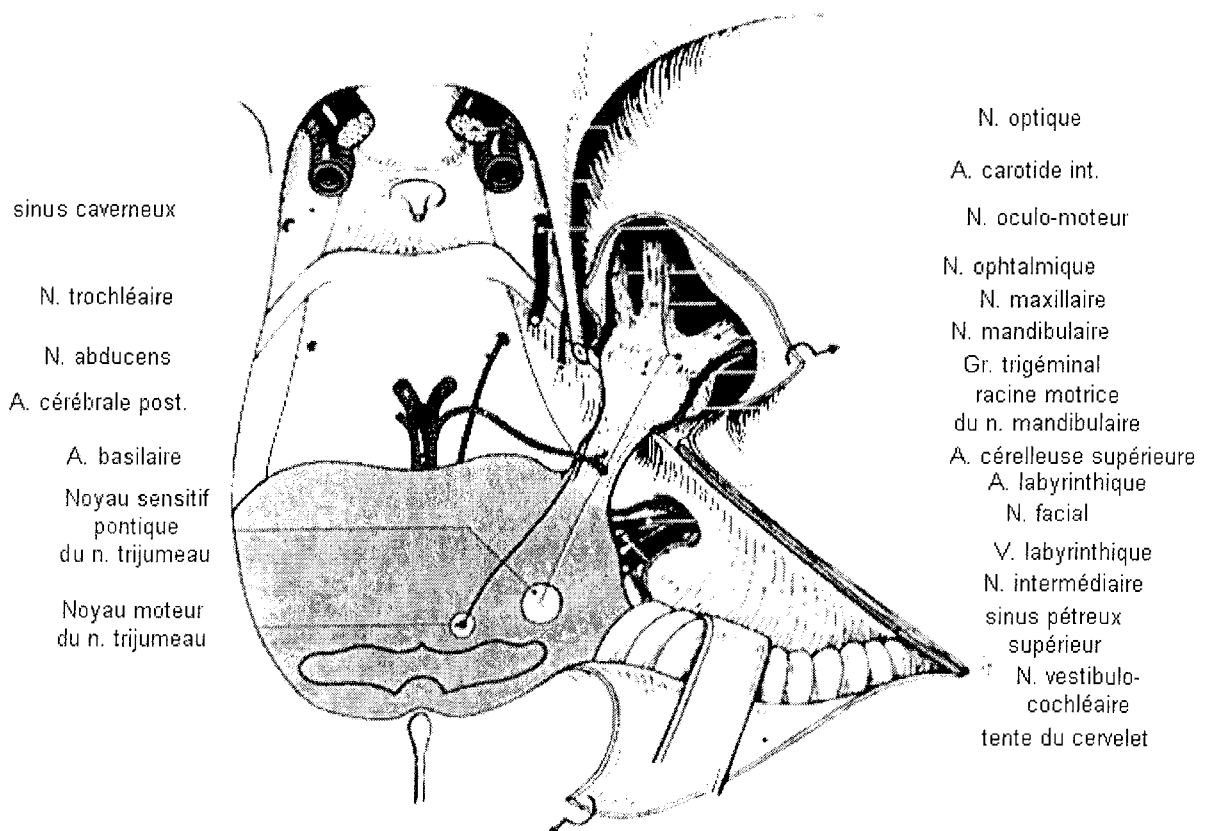 sinus caverneux
N. trochléaire
N. abducens
A. cérébrale post.
A. basilaire
Noyau sensitif
pontique
du n. trijumeau
Noyau moteur
du n. trijumeau
N. optique
A. carotide int.
N. oculo-moteur
N. ophtalmique
N. maxillaire
N. mandibulaire
Gr. trigéminal
racine motrice
du n. mandibulaire
A. cérelleuse supérieure
A. labyrinthique
N. facial
V. labyrinthique
N. intermédiaire
sinus pétreux
supérieur
N. vestibulo-
cochléaire
tente du cervelet